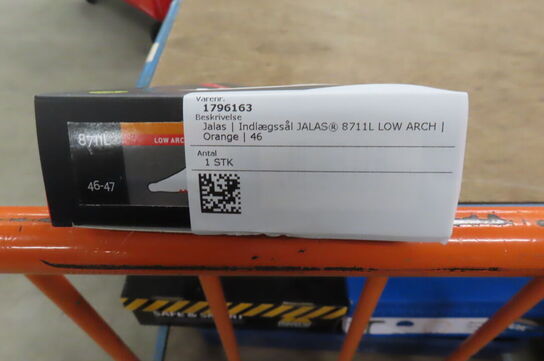 Varenr.
1796163
Beskrivelse
Jalas | Indlægssål JALAS® 8711L LOW ARCH |
Orange | 46
Antal
1 STK
8711L
LOW ARC
46-47
SAFE &